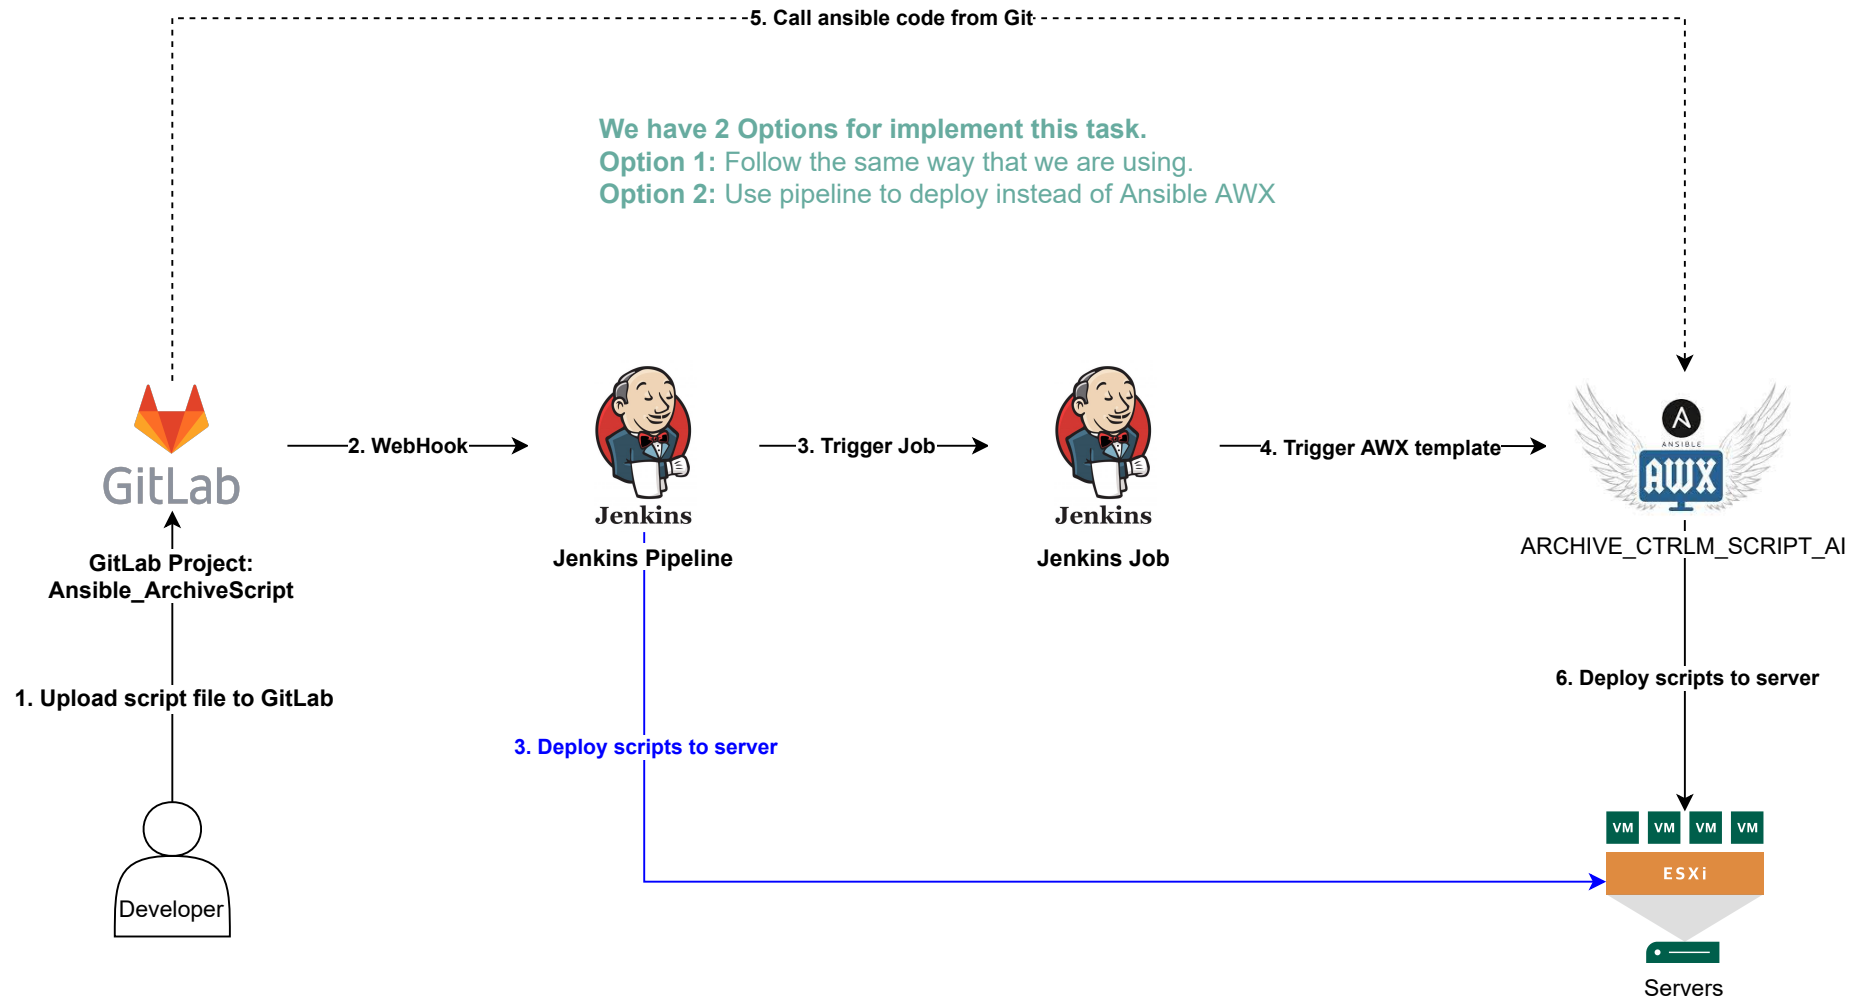 5. Call ansible code from Git
We have 2 Options for implement this task.
Option 1: Follow the same way that we are using.
Option 2: Use pipeline to deploy instead of Ansible AWX
GitLab
2. WebHook
Jenkins
Jenkins Pipeline
3. Trigger Job
Jenkins
Jenkins Job
4. Trigger AWX template
A
ANSIBLE
AWX
ARCHIVE_CTRLM_SCRIPT_AI
GitLab Project:
Ansible_ArchiveScript
1. Upload script file to GitLab
3. Deploy scripts to server
6. Deploy scripts to server
Developer
VM VM VM VM
ESXi
Servers